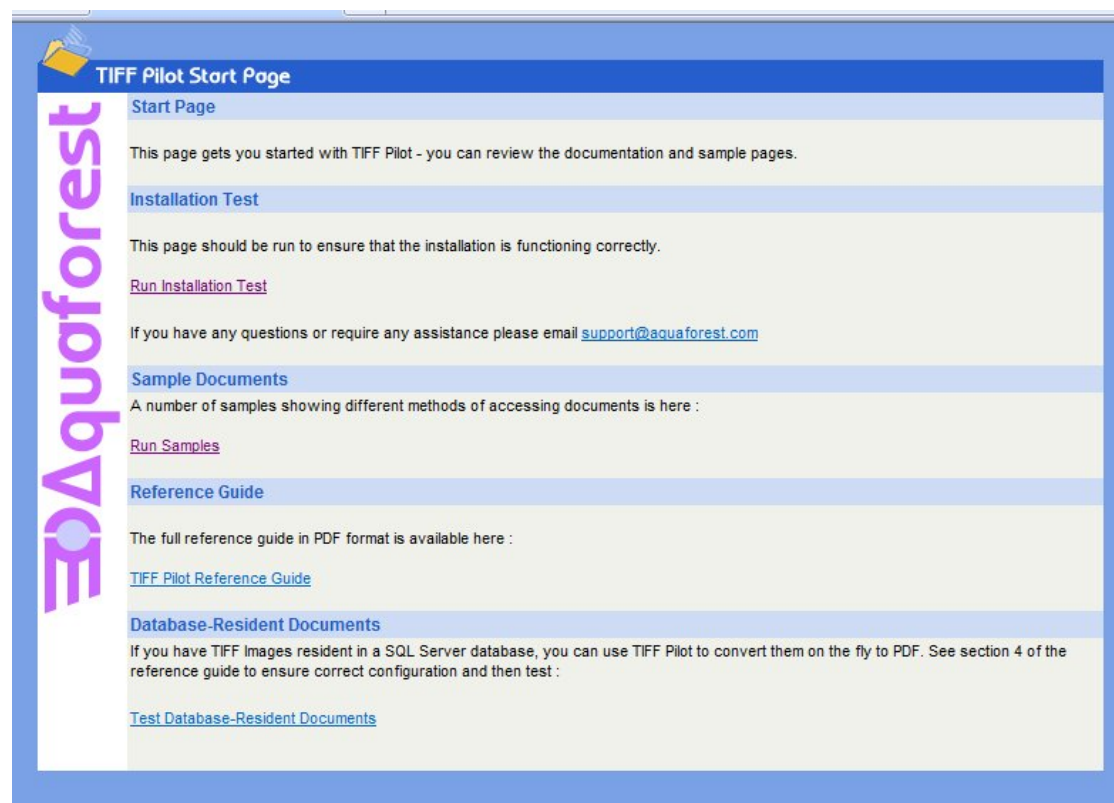 TIFF Pilot Start Page
Aquaforest
Start Page
This page gets you started with TIFF Pilot - you can review the documentation and sample pages.
Installation Test
This page should be run to ensure that the installation is functioning correctly.
Run Installation Test
If you have any questions or require any assistance please email support@aquaforest.com
Sample Documents
A number of samples showing different methods of accessing documents is here :
Run Samples
Reference Guide
The full reference guide in PDF format is available here :
TIFF Pilot Reference Guide
Database-Resident Documents
If you have TIFF Images resident in a SQL Server database, you can use TIFF Pilot to convert them on the fly to PDF. See section 4 of the
reference guide to ensure correct configuration and then test :
Test Database-Resident Documents